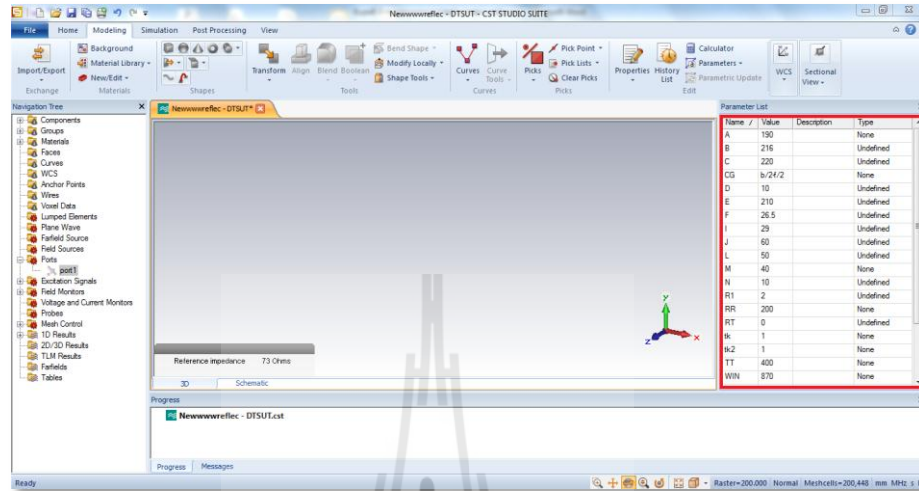 Newwwwreflec - DTSUT - CST STUDIO SUITE
File Home Modeling Simulation Post Processing View
Import/Export
Background
Material Library
New/Edit
Exchange
Materials
Shapes
Transform Align Blend Boolean
Bend Shape
Modify Locally
Shape Tools
Tools
Curves Curve Tools
Curves
Picks
Pick Point
Pick Lists
Clear Picks
Picks
Properties History List
Calculator
Parameters
Parametric Update
Edit
WCS
Sectional View
Navigation Tree
Components
Groups
Materials
Faces
Curves
WCS
Anchor Points
Wires
Voxel Data
Lumped Elements
Plane Wave
Farfield Source
Field Sources
Ports
port1
Excitation Signals
Field Monitors
Voltage and Current Monitors
Probes
Mesh Control
1D Results
2D/3D Results
TLM Results
Farfields
Tables
Newwwwreflec - DTSUT*
Reference impedance 73 Ohms
y
z x
3D Schematic
Parameter List
Name / Value Description Type
A 190 None
B 216 Undefined
C 220 Undefined
CG b/24/2 None
D 10 Undefined
E 210 Undefined
F 26.5 Undefined
I 29 Undefined
J 60 Undefined
L 50 Undefined
M 40 None
N 10 Undefined
R1 2 Undefined
RR 200 None
RT 0 Undefined
tk 1 None
tk2 1 None
TT 400 None
WIN 870 None
Progress
Newwwwreflec - DTSUT.cst
Progress Messages
Ready
Raster=200.000 Normal Meshcells=200,448 mm MHz s